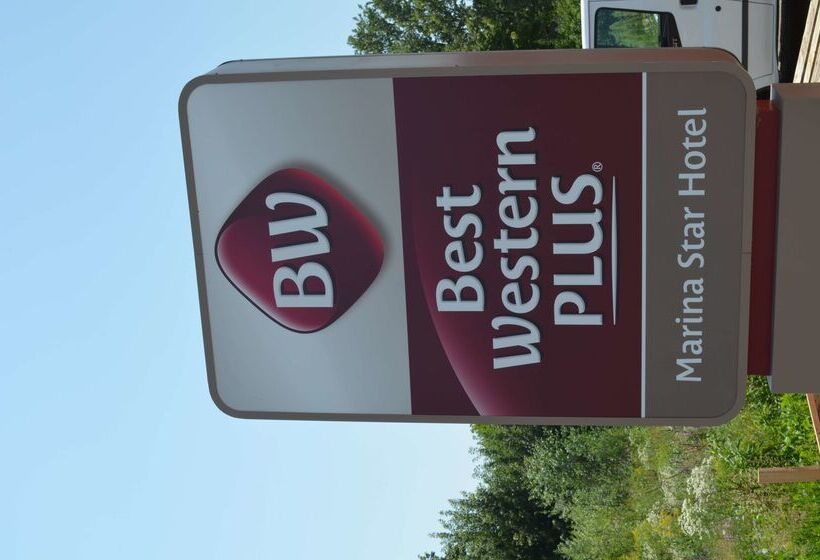 BW
Best
Western
PLUS®
Marina Star Hotel